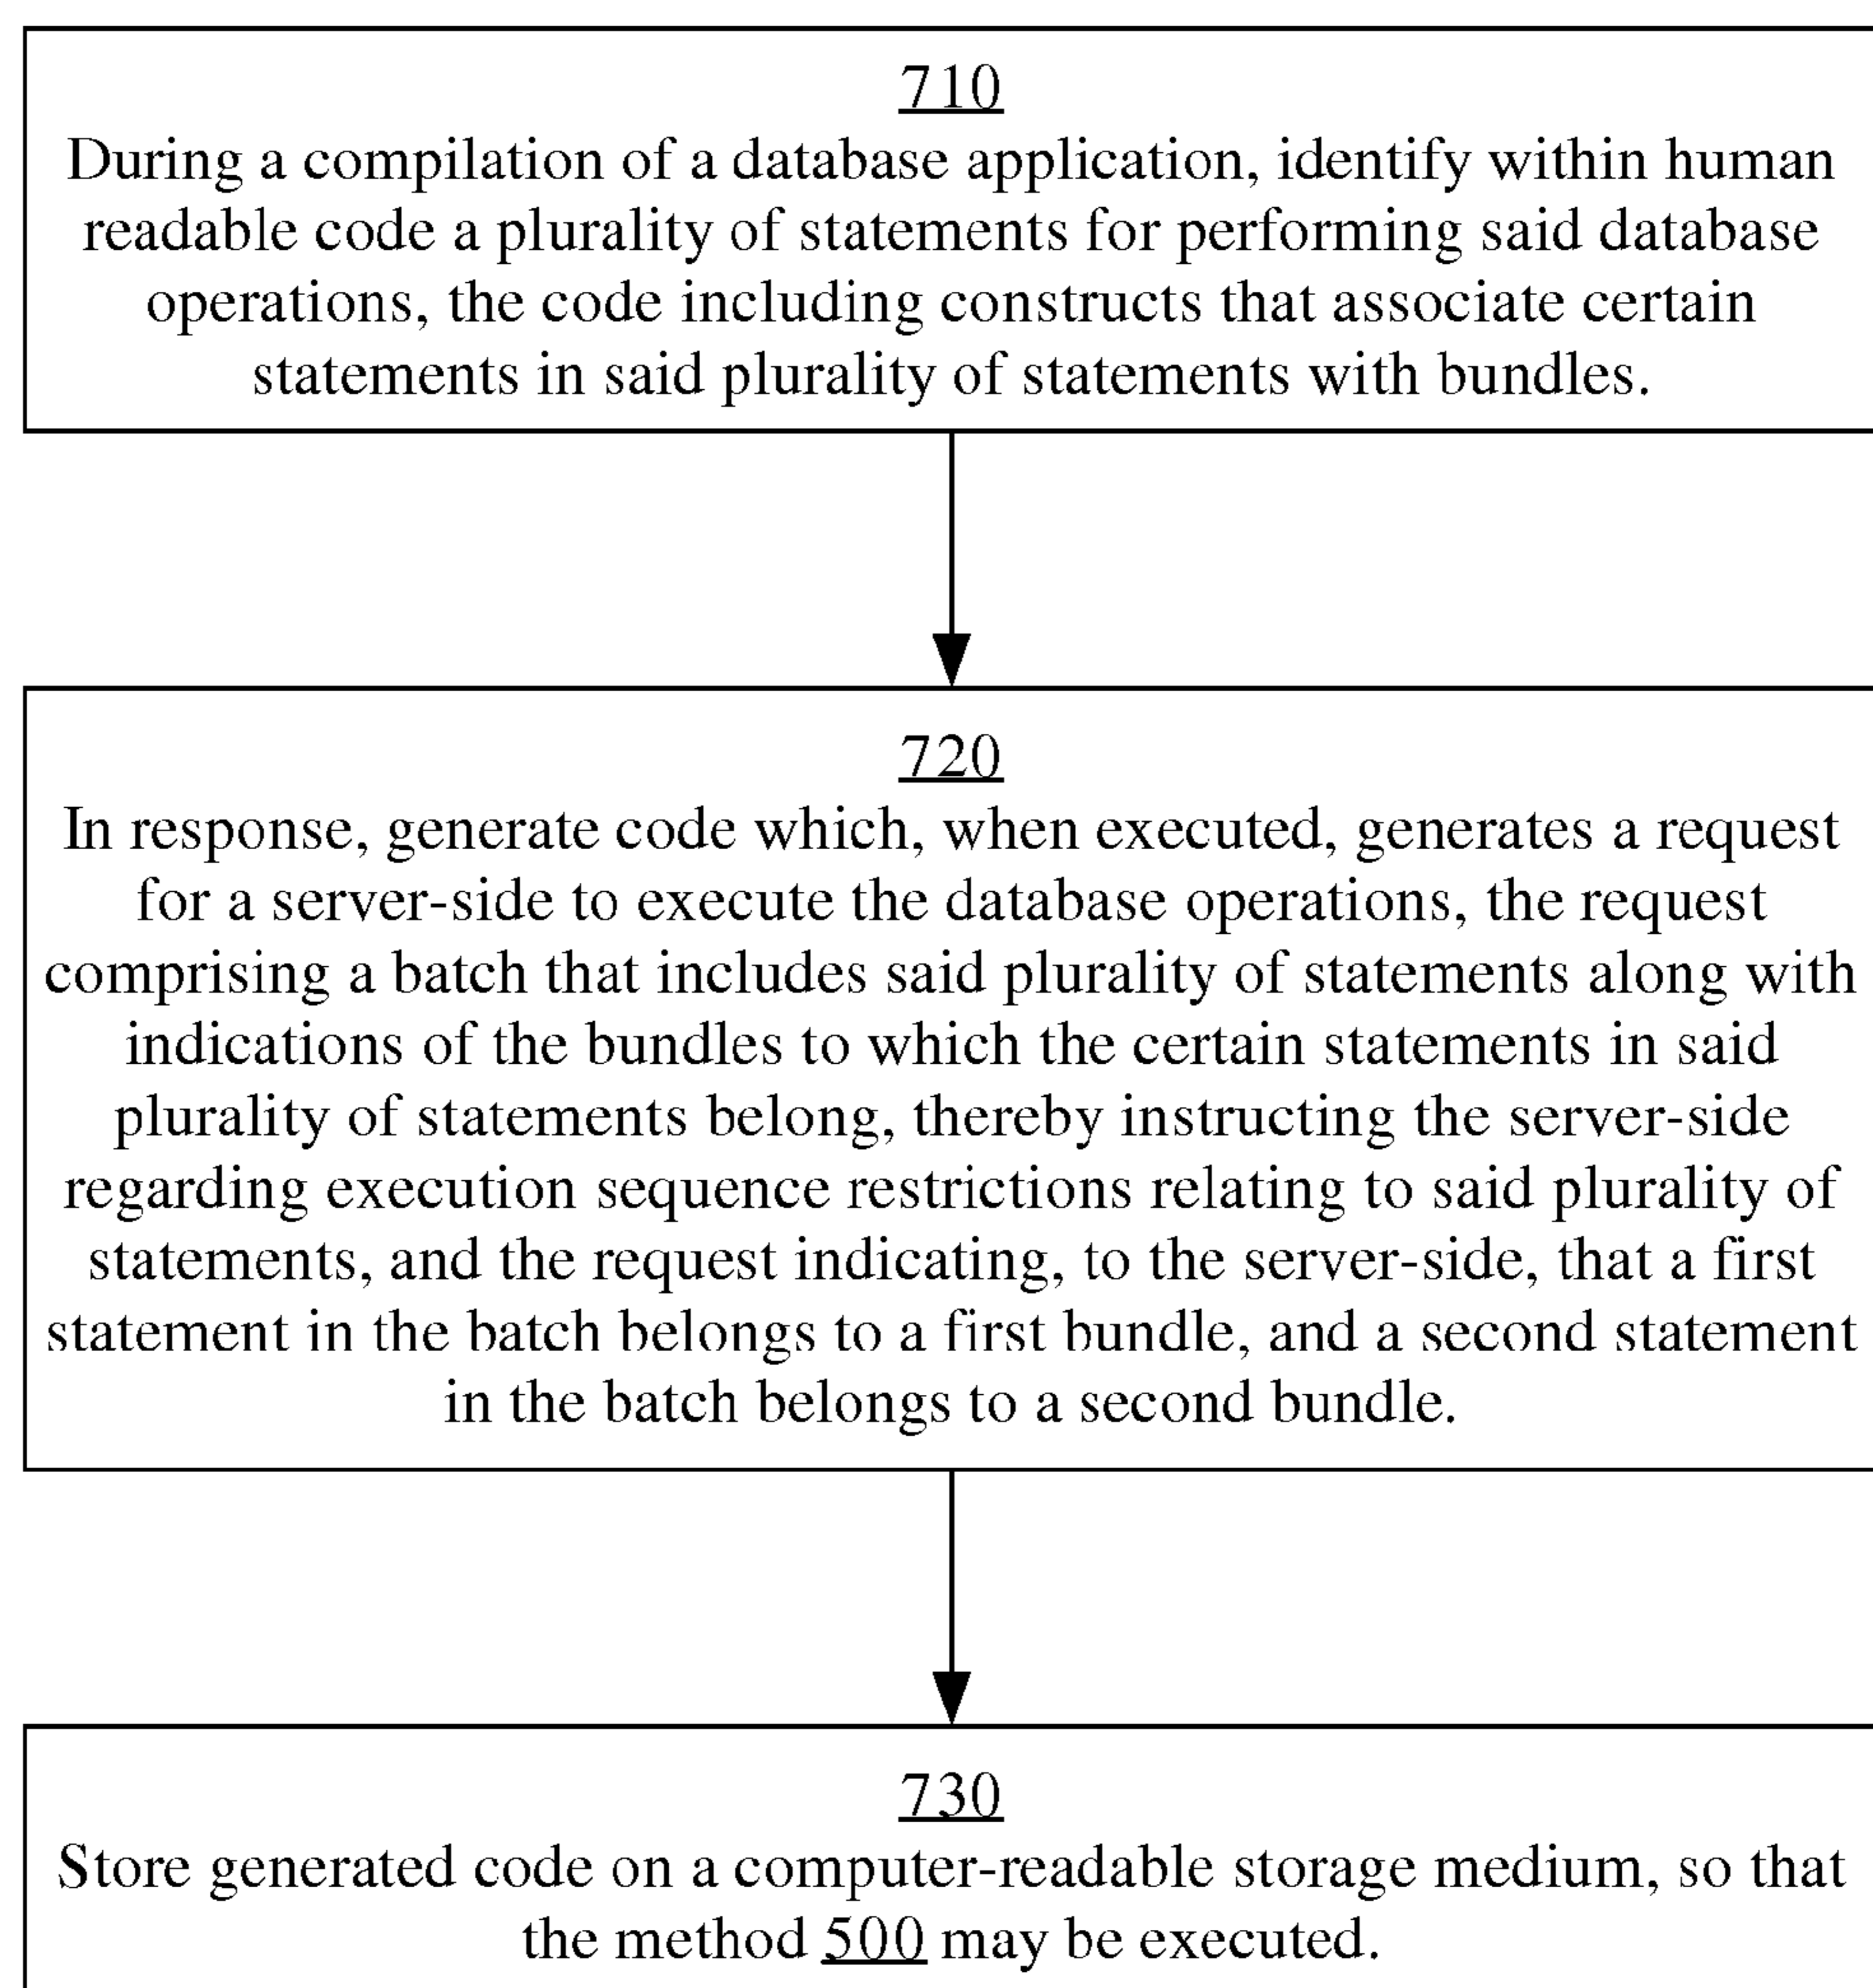 710
During a compilation of a database application, identify within human
readable code a plurality of statements for performing said database
operations, the code including constructs that associate certain
statements in said plurality of statements with bundles.
720
In response, generate code which, when executed, generates a request
for a server-side to execute the database operations, the request
comprising a batch that includes said plurality of statements along with
indications of the bundles to which the certain statements in said
plurality of statements belong, thereby instructing the server-side
regarding execution sequence restrictions relating to said plurality of
statements, and the request indicating, to the server-side, that a first
statement in the batch belongs to a first bundle, and a second statement
in the batch belongs to a second bundle.
730
Store generated code on a computer-readable storage medium, so that
the method 500 may be executed.